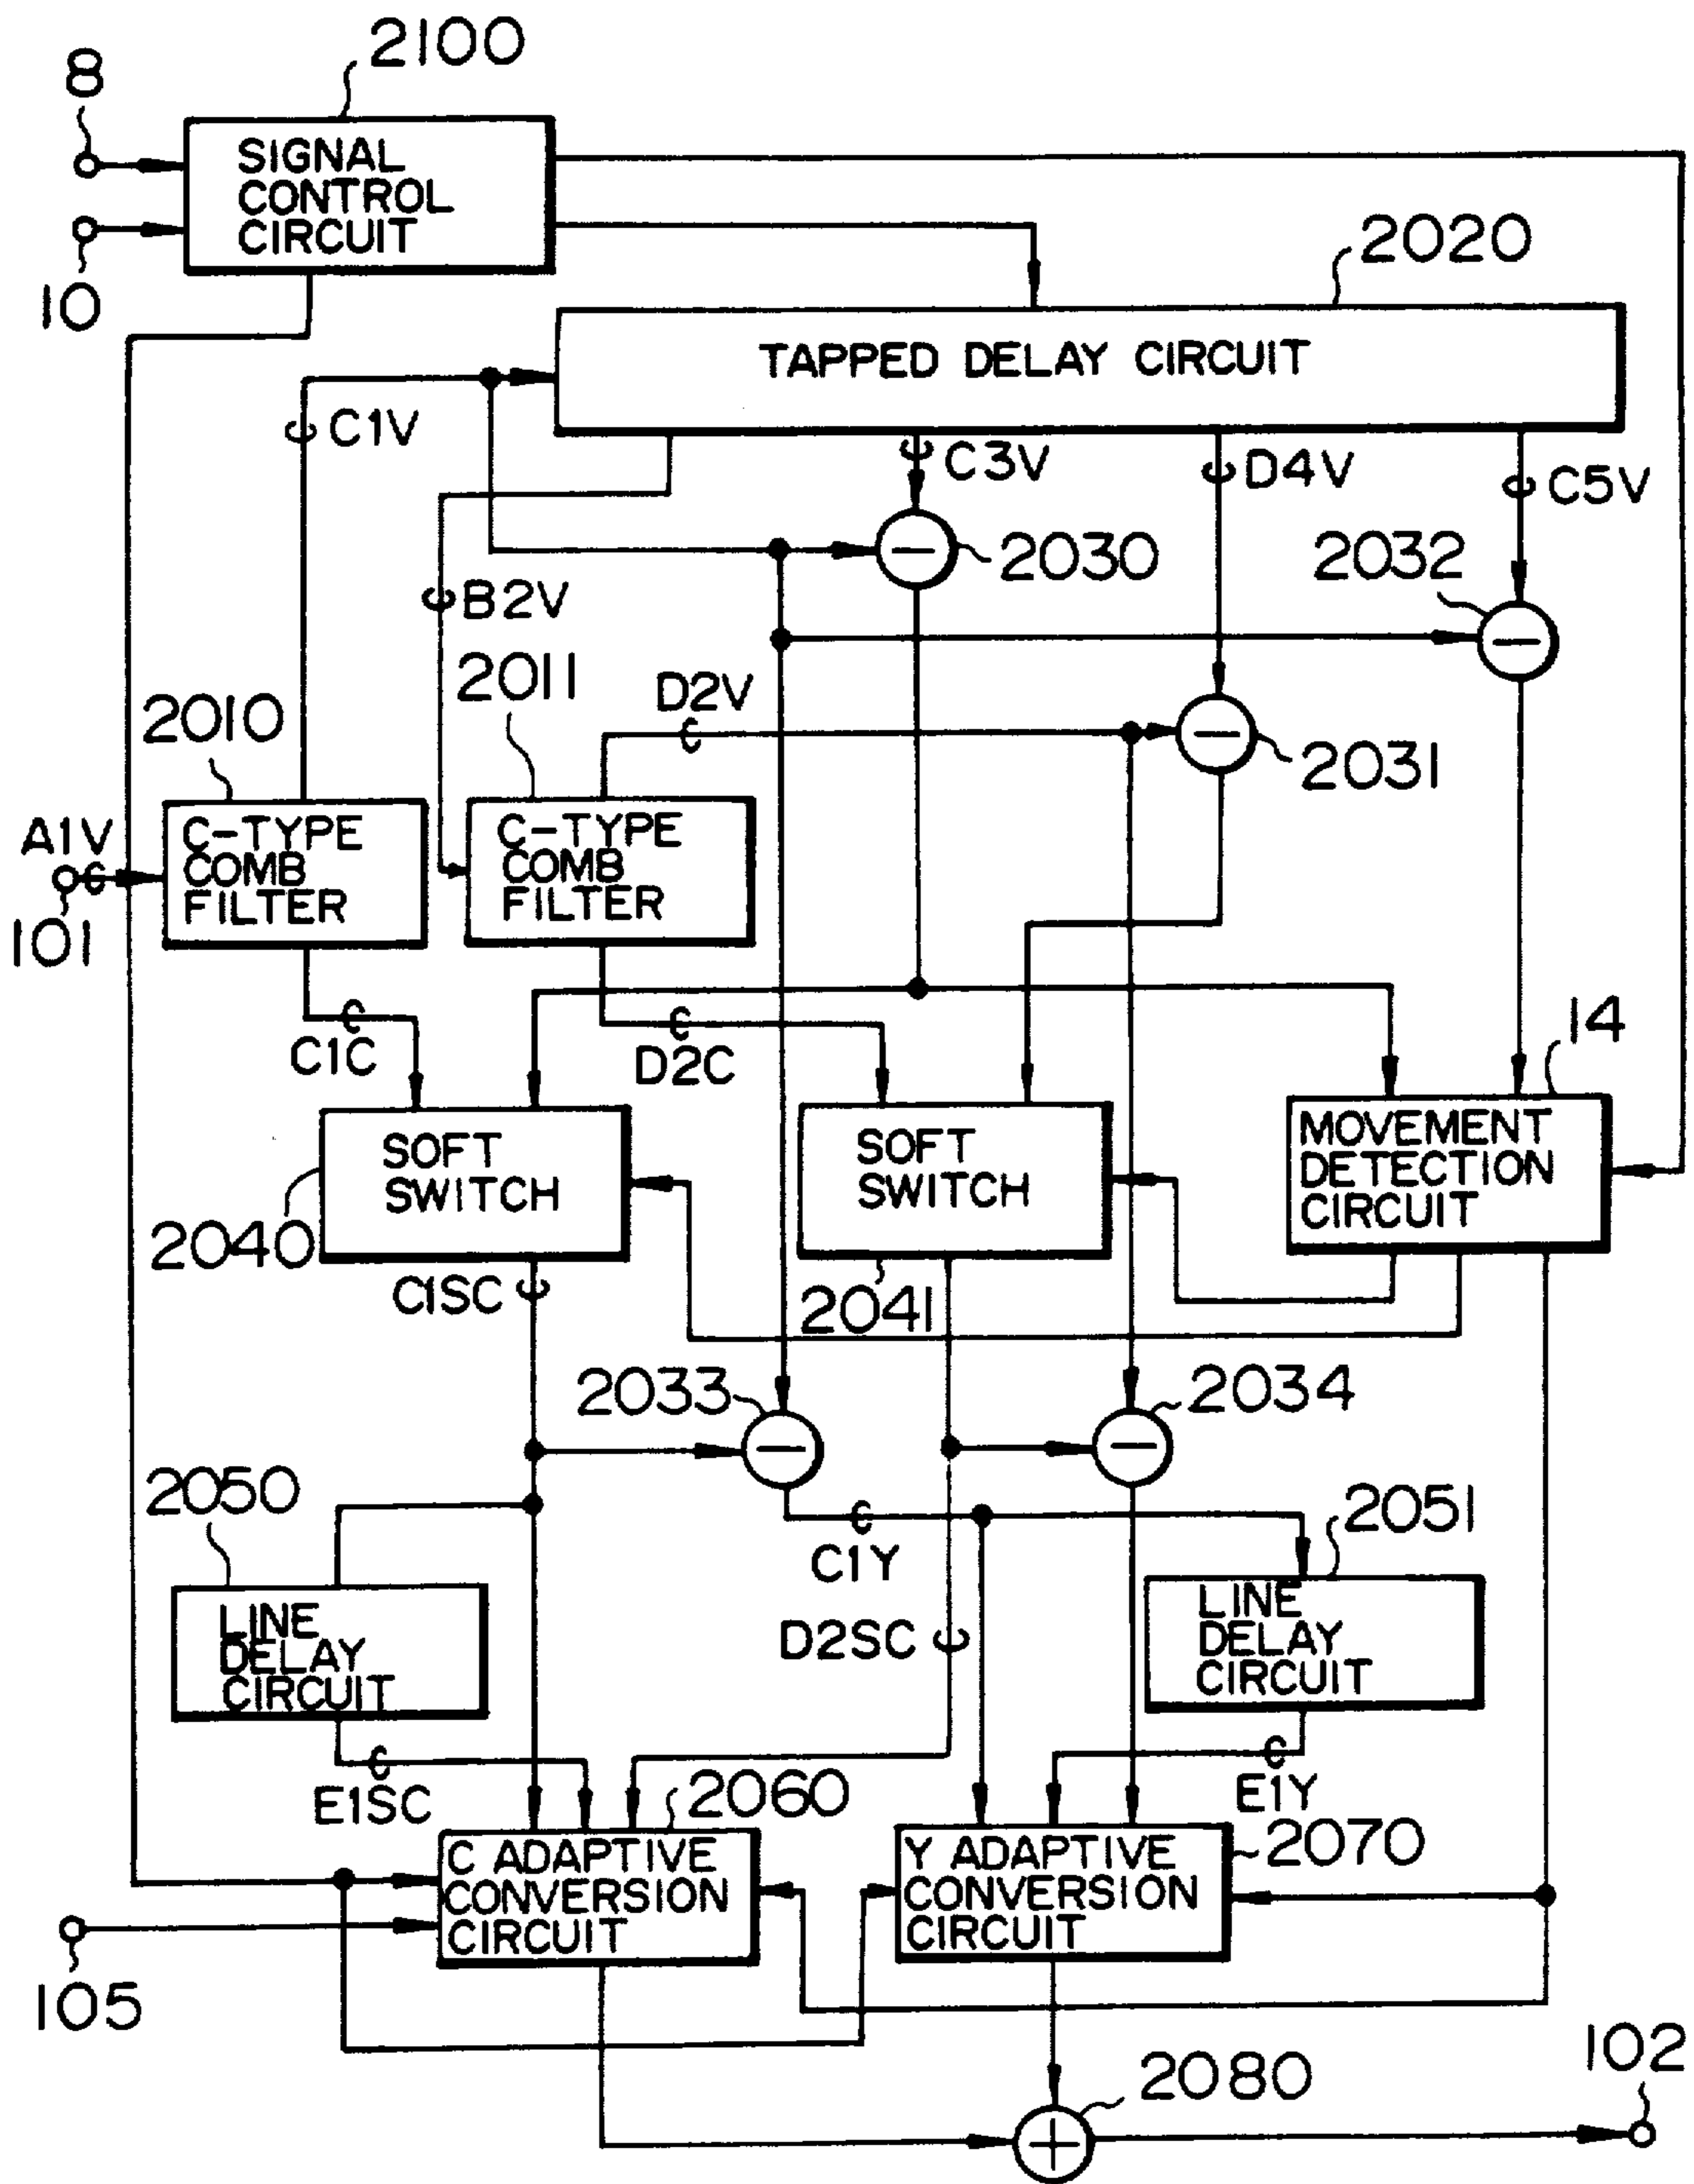 2100
8
SIGNAL
CONTROL
CIRCUIT
10
2020
TAPPED DELAY CIRCUIT
C1V
C3V
D4V
C5V
2030
2032
B2V
2011
D2V
2010
2031
A1V
C-TYPE
COMB
FILTER
C-TYPE
COMB
FILTER
101
C1C
D2C
14
SOFT
SWITCH
SOFT
SWITCH
MOVEMENT
DETECTION
CIRCUIT
2040
C1SC
2041
2033
2034
2050
2051
C1Y
LINE
DELAY
CIRCUIT
D2SC
LINE
DELAY
CIRCUIT
E1SC
2060
E1Y
2070
C ADAPTIVE
CONVERSION
CIRCUIT
Y ADAPTIVE
CONVERSION
CIRCUIT
105
2080
102